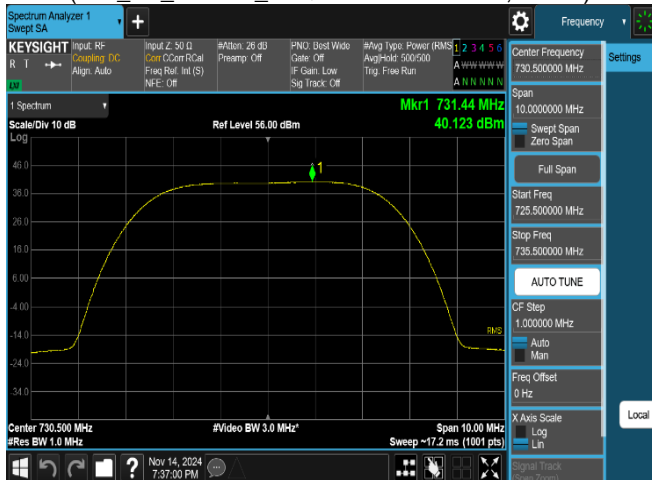 Spectrum Analyzer 1
Swept SA
Frequency
Settings
KEYSIGHT
R T
LXI
Input: RF
Coupling: DC
Align: Auto
Input Z: 50 Ω
Corr CCorr RCal
Freq Ref: Int (S)
NFE: Off
#Atten: 26 dB
Preamp: Off
PNO: Best Wide
Gate: Off
IF Gain: Low
Sig Track: Off
#Avg Type: Power (RMS
Avg|Hold: 500/500
Trig: Free Run
1 2 3 4 5 6
A W W W W W
A N N N N N
1 Spectrum
Scale/Div 10 dB
Log
Ref Level 56.00 dBm
Mkr1 731.44 MHz
40.123 dBm
46.0
36.0
26.0
16.0
6.00
-4.00
-14.0
-24.0
-34.0
1
RMS
Center 730.500 MHz
#Res BW 1.0 MHz
#Video BW 3.0 MHz*
Span 10.00 MHz
Sweep ~17.2 ms (1001 pts)
Center Frequency
730.500000 MHz
Span
10.0000000 MHz
Swept Span
Zero Span
Full Span
Start Freq
725.500000 MHz
Stop Freq
735.500000 MHz
AUTO TUNE
CF Step
1.000000 MHz
Auto
Man
Freq Offset
0 Hz
X Axis Scale
Log
Lin
Signal Track
(Span Zoom)
Local
?
Nov 14, 2024
7:37:00 PM